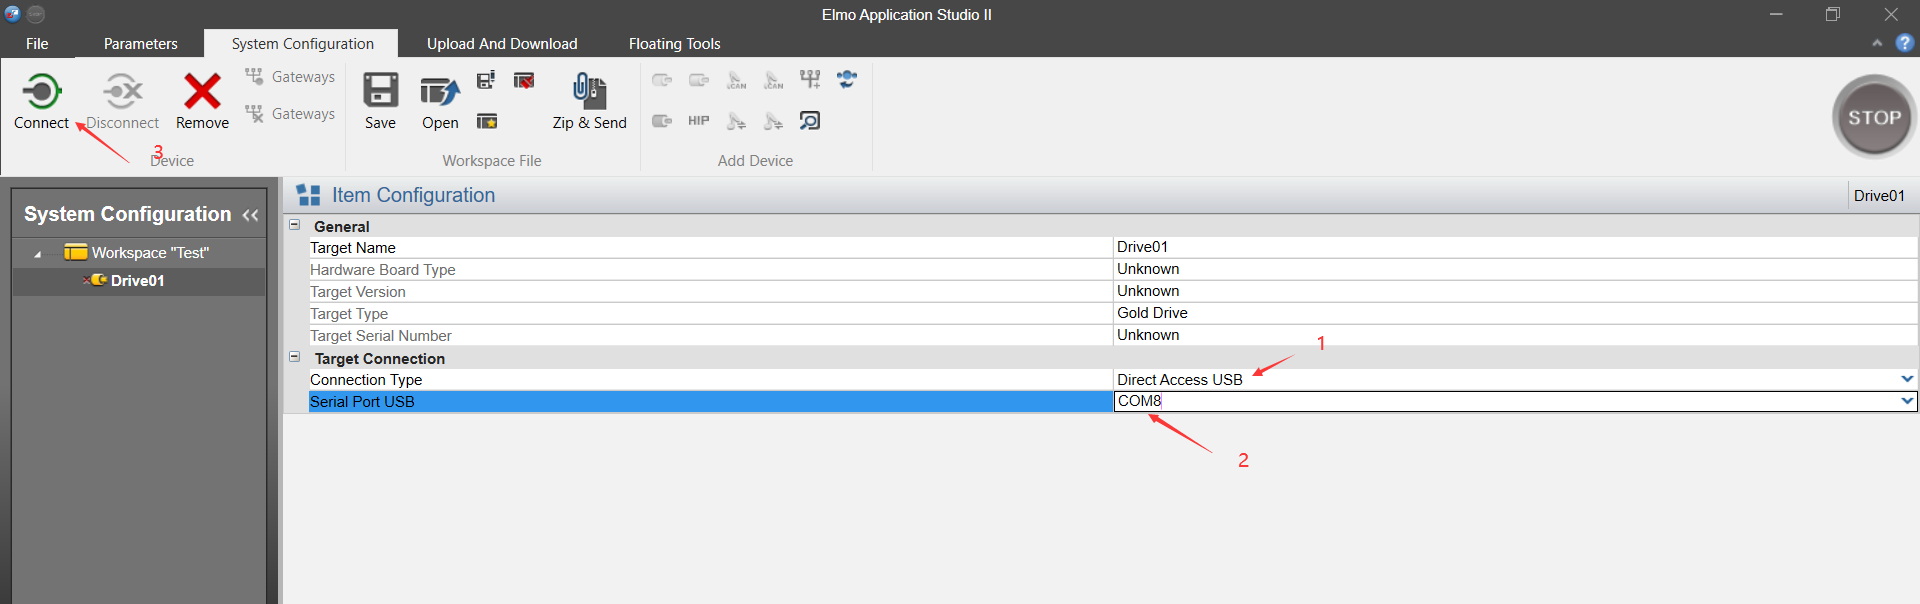 Elmo Application Studio II
File Parameters System Configuration Upload And Download Floating Tools
Gateways
Gateways
Connect Disconnect Remove Save Open Zip & Send HIP STOP
CAN CAN
3
Device Workspace File Add Device
System Configuration
Workspace "Test"
Drive01
Item Configuration Drive01
General
Target Name Drive01
Hardware Board Type Unknown
Target Version Unknown
Target Type Gold Drive
Target Serial Number Unknown
1
Target Connection
Connection Type Direct Access USB
Serial Port USB COM8
2